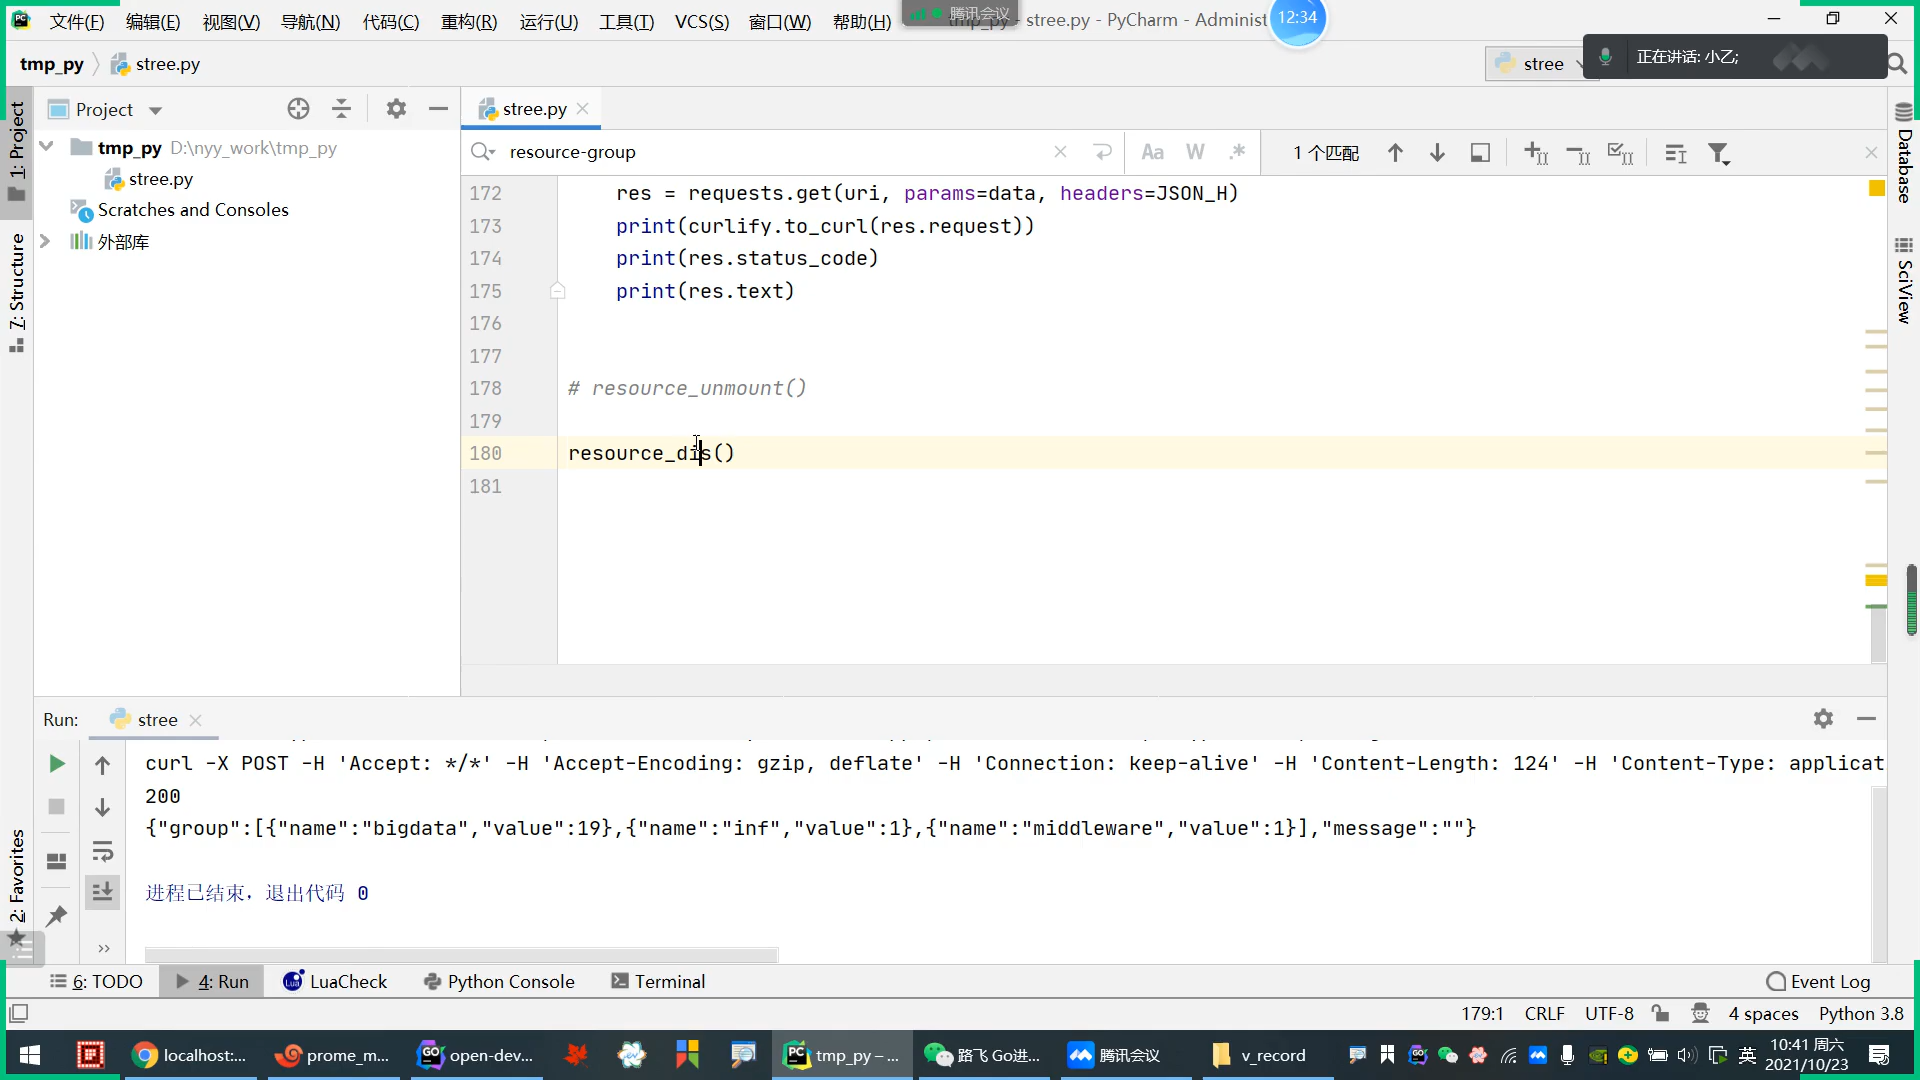 文件(F) 编辑(E) 视图(V) 导航(N) 代码(C) 重构(R) 运行(U) 工具(T) VCS(S) 窗口(W) 帮助(H) 腾讯会议 - stree.py - PyCharm - Administ 12:34
tmp_py stree.py stree 正在讲话: 小乙;
Project stree.py
resource-group Aa W .* 1 个匹配
tmp_py D:\nyy_work\tmp_py
stree.py
Scratches and Consoles
外部库
1: Project
7: Structure
2: Favorites
Database
SciView
172 res = requests.get(uri, params=data, headers=JSON_H)
173 print(curlify.to_curl(res.request))
174 print(res.status_code)
175 print(res.text)
176
177
178 # resource_unmount()
179
180 resource_dis()
181
Run: stree
curl -X POST -H 'Accept: */*' -H 'Accept-Encoding: gzip, deflate' -H 'Connection: keep-alive' -H 'Content-Length: 124' -H 'Content-Type: applicat
200
{"group":[{"name":"bigdata","value":19},{"name":"inf","value":1},{"name":"middleware","value":1}],"message":""}
进程已结束，退出代码 0
6: TODO 4: Run LuaCheck Python Console Terminal Event Log
179:1 CRLF UTF-8 4 spaces Python 3.8
localhost:... prome_m... open-dev... tmp_py – ... 路飞 Go进... 腾讯会议 v_record 英 10:41 周六
2021/10/23